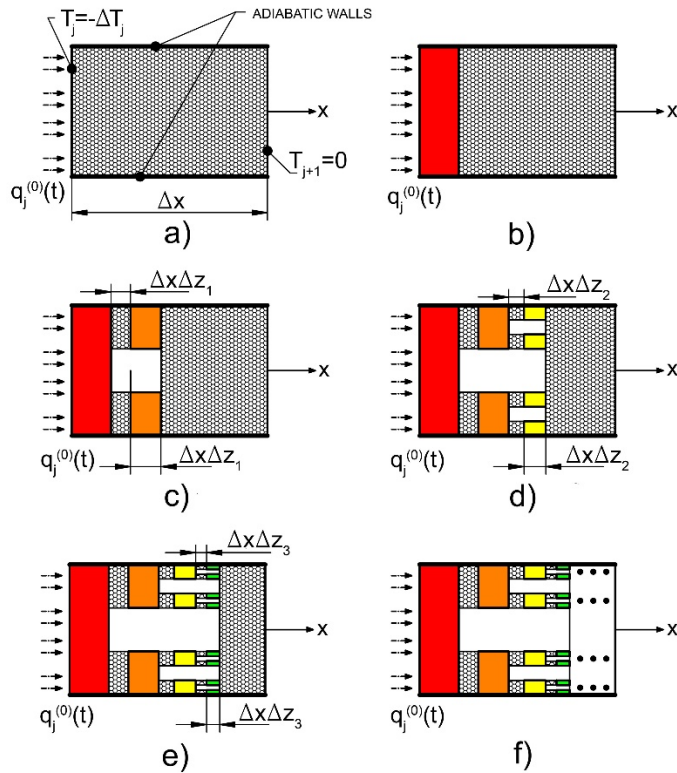 T_j=-ΔT_j
ADIABATIC WALLS
x
T_{j+1}=0
q_j^{(0)}(t)
Δx
a)
x
q_j^{(0)}(t)
b)
ΔxΔz_1
x
q_j^{(0)}(t)
ΔxΔz_1
c)
ΔxΔz_2
x
q_j^{(0)}(t)
ΔxΔz_2
d)
ΔxΔz_3
x
q_j^{(0)}(t)
ΔxΔz_3
e)
x
q_j^{(0)}(t)
f)